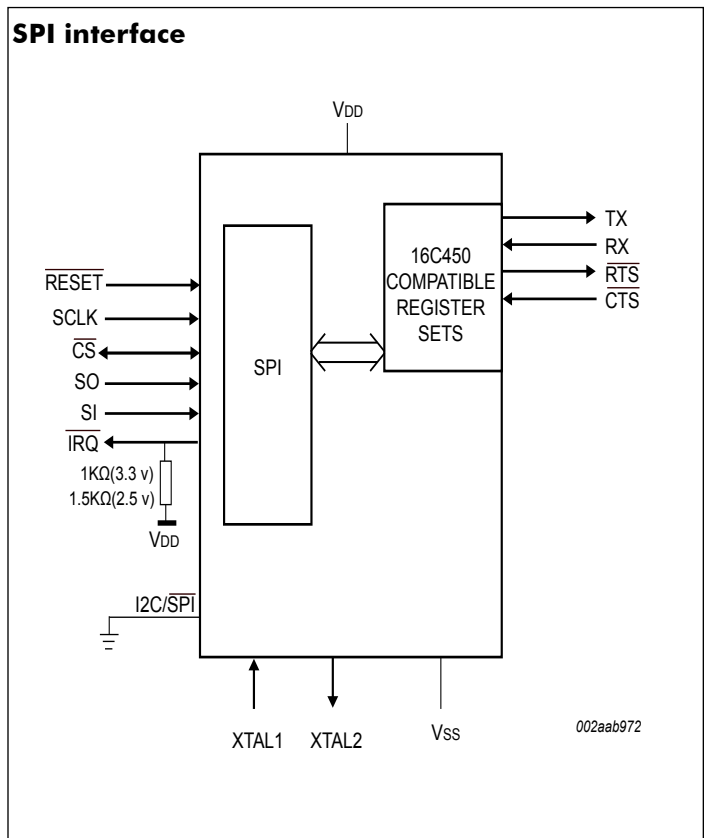 SPI interface
VDD
RESET
SCLK
CS
SO
SI
IRQ
1KΩ(3.3 v)
1.5KΩ(2.5 v)
VDD
I2C/SPI
SPI
16C450
COMPATIBLE
REGISTER
SETS
TX
RX
RTS
CTS
XTAL1
XTAL2
VSS
002aab972